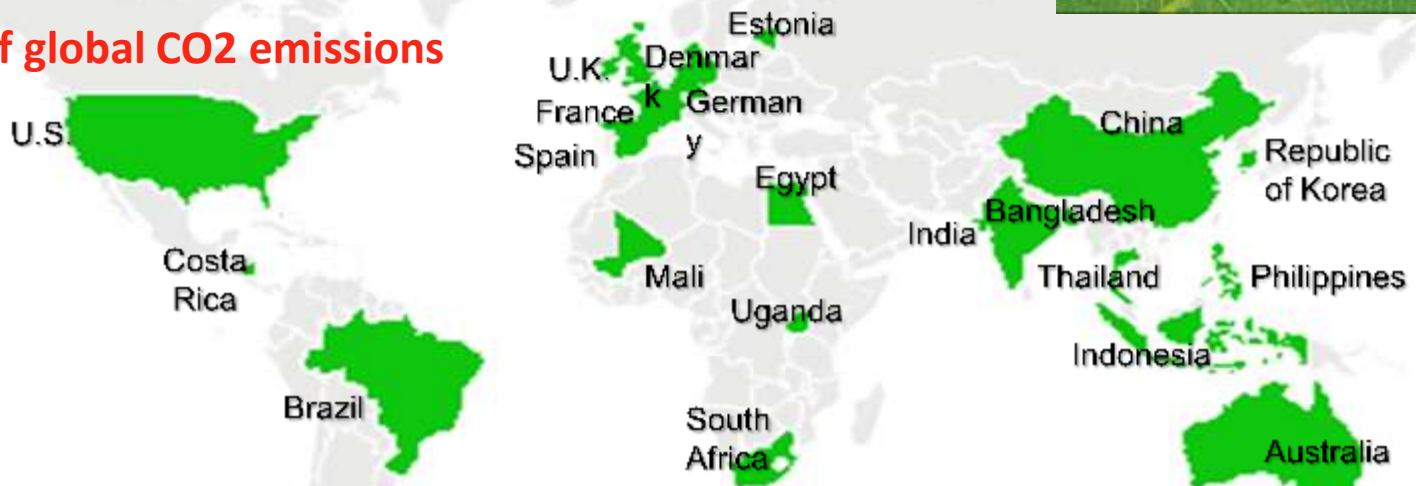 f global CO2 emissions
Estonia
U.K.
Denmar
k
German
y
France
Spain
U.S.
China
Republic
of Korea
Egypt
Bangladesh
India
Costa
Rica
Mali
Thailand
Philippines
Uganda
Indonesia
Brazil
South
Africa
Australia